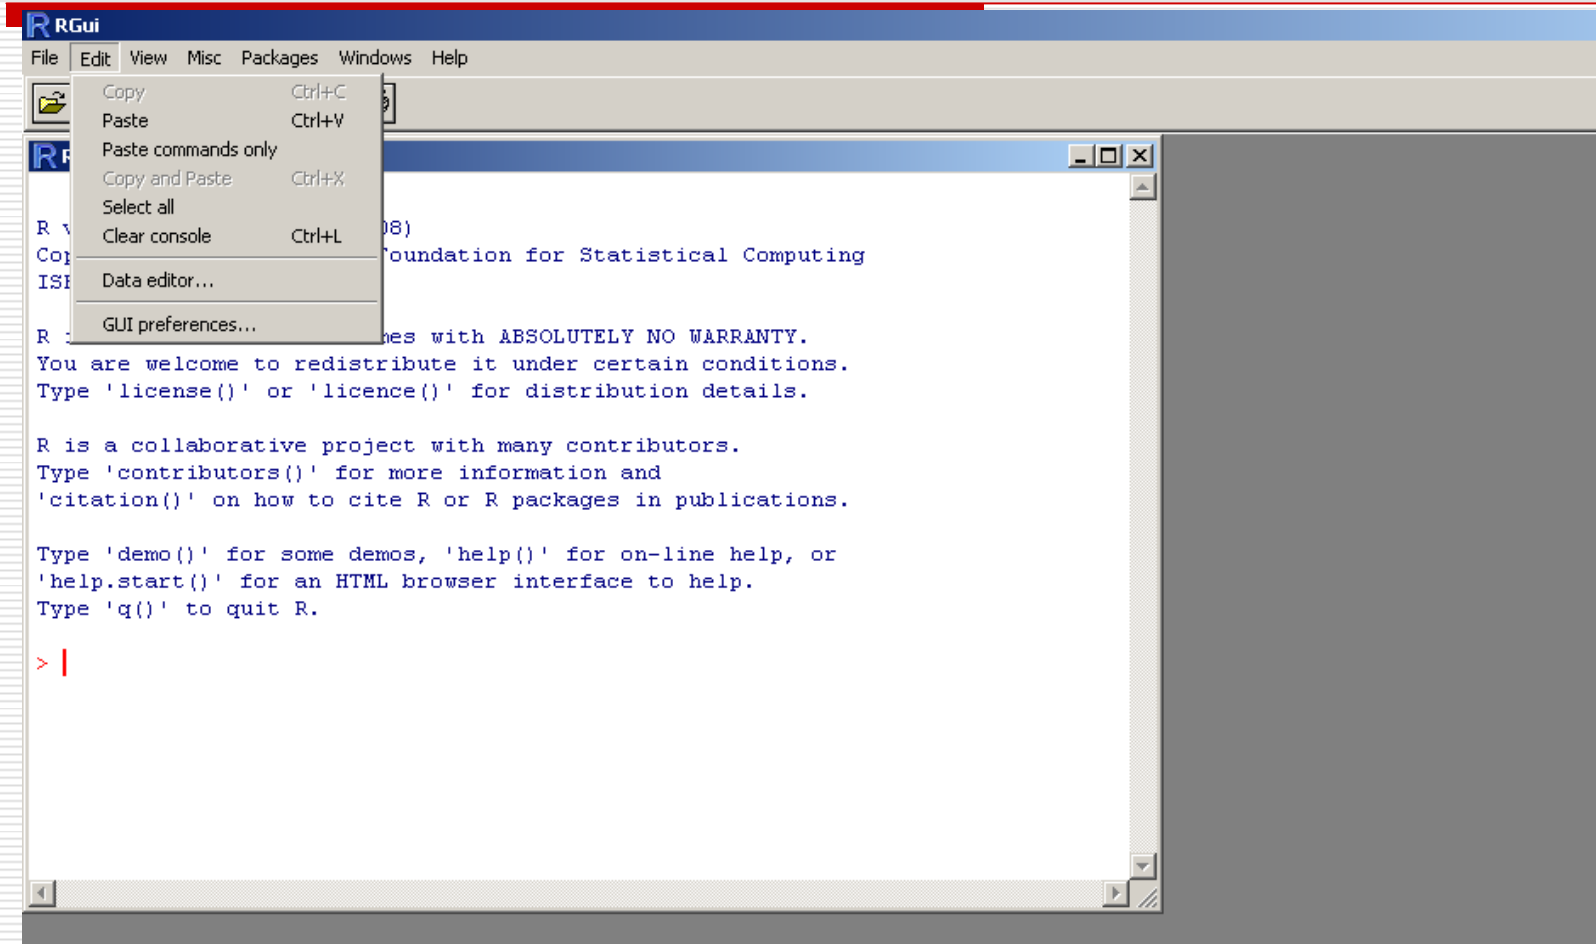 RGui
File Edit View Misc Packages Windows Help
Copy Ctrl+C
Paste Ctrl+V
Paste commands only
Copy and Paste Ctrl+X
Select all
Clear console Ctrl+L
Data editor...
GUI preferences...
R
R
08)
Foundation for Statistical Computing
R
with ABSOLUTELY NO WARRANTY.
You are welcome to redistribute it under certain conditions.
Type 'license()' or 'licence()' for distribution details.
R is a collaborative project with many contributors.
Type 'contributors()' for more information and
'citation()' on how to cite R or R packages in publications.
Type 'demo()' for some demos, 'help()' for on-line help, or
'help.start()' for an HTML browser interface to help.
Type 'q()' to quit R.
>